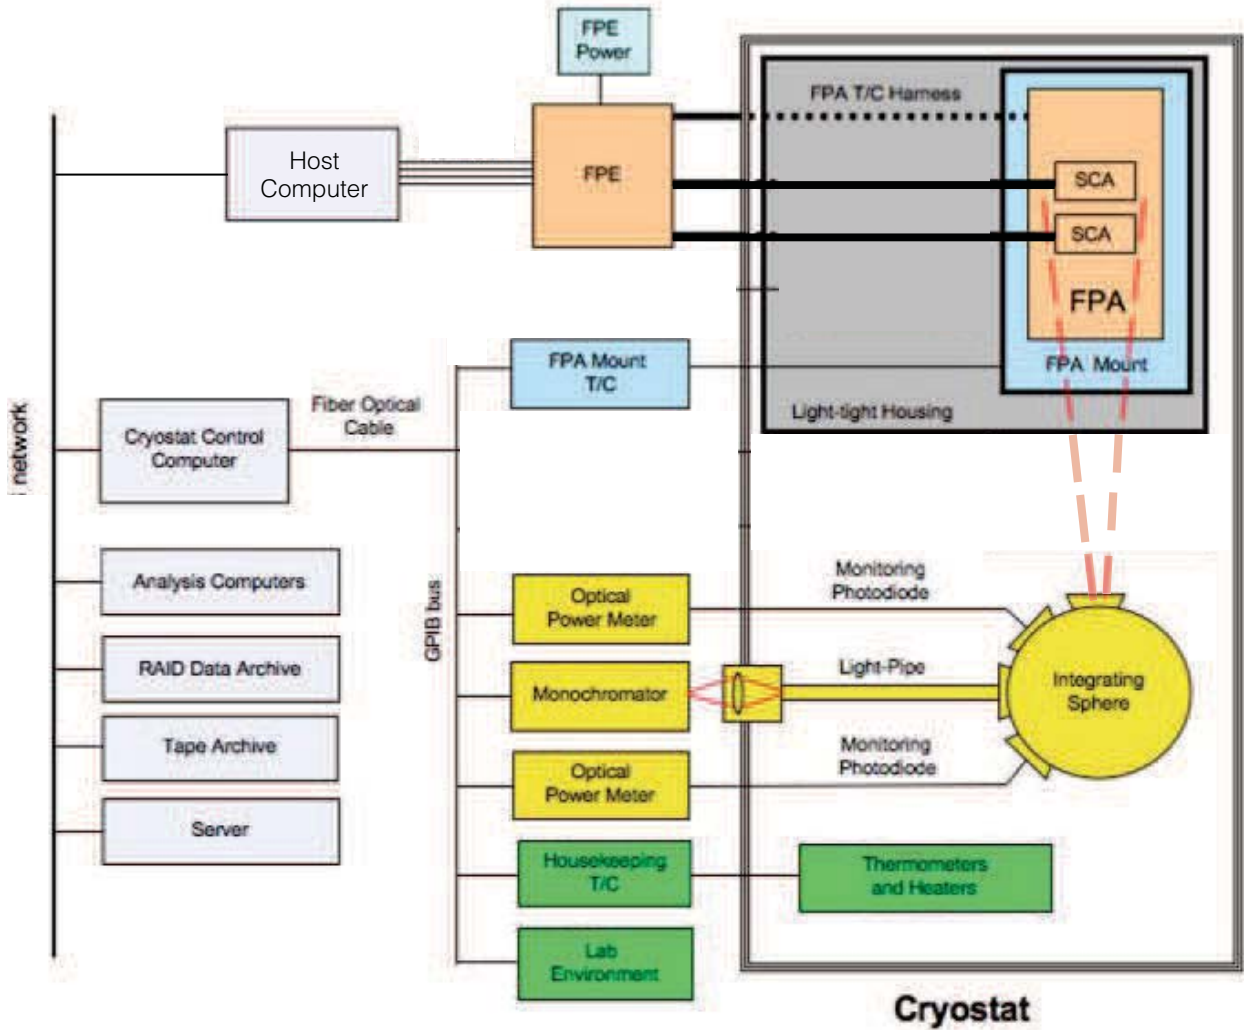 FPE
Power
FPA T/C Harness
Host
Computer
FPE
SCA
SCA
FPA
FPA Mount
T/C
FPA Mount
Light-tight Housing
Fiber Optical
Cable
network
Cryostat Control
Computer
GPIB bus
Analysis Computers
RAID Data Archive
Tape Archive
Server
Optical
Power Meter
Monitoring
Photodiode
Monochromator
Light-Pipe
Integrating
Sphere
Optical
Power Meter
Monitoring
Photodiode
Housekeeping
T/C
Thermometers
and Heaters
Lab
Environment
Cryostat